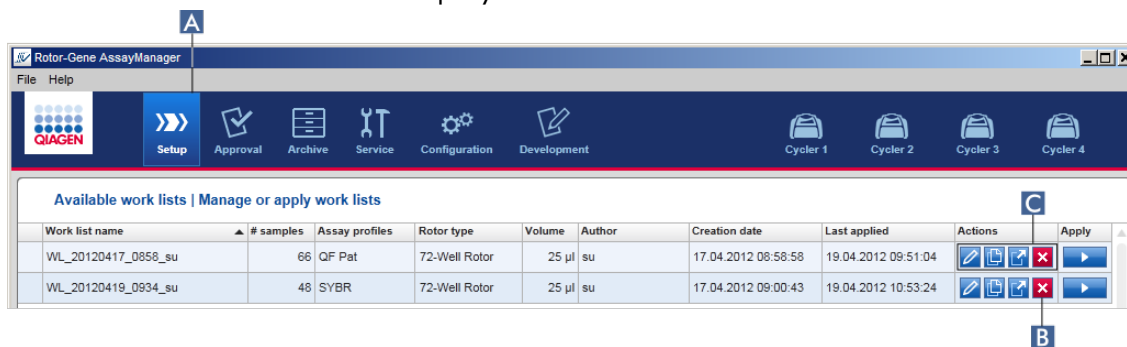 A
Rotor-Gene AssayManager
File Help
QIAGEN
Setup Approval Archive Service Configuration Development Cycler 1 Cycler 2 Cycler 3 Cycler 4
Available work lists | Manage or apply work lists
C
Work list name # samples Assay profiles Rotor type Volume Author Creation date Last applied Actions Apply
WL_20120417_0858_su 66 QF Pat 72-Well Rotor 25 µl su 17.04.2012 08:58:58 19.04.2012 09:51:04
WL_20120419_0934_su 48 SYBR 72-Well Rotor 25 µl su 17.04.2012 09:00:43 19.04.2012 10:53:24
B